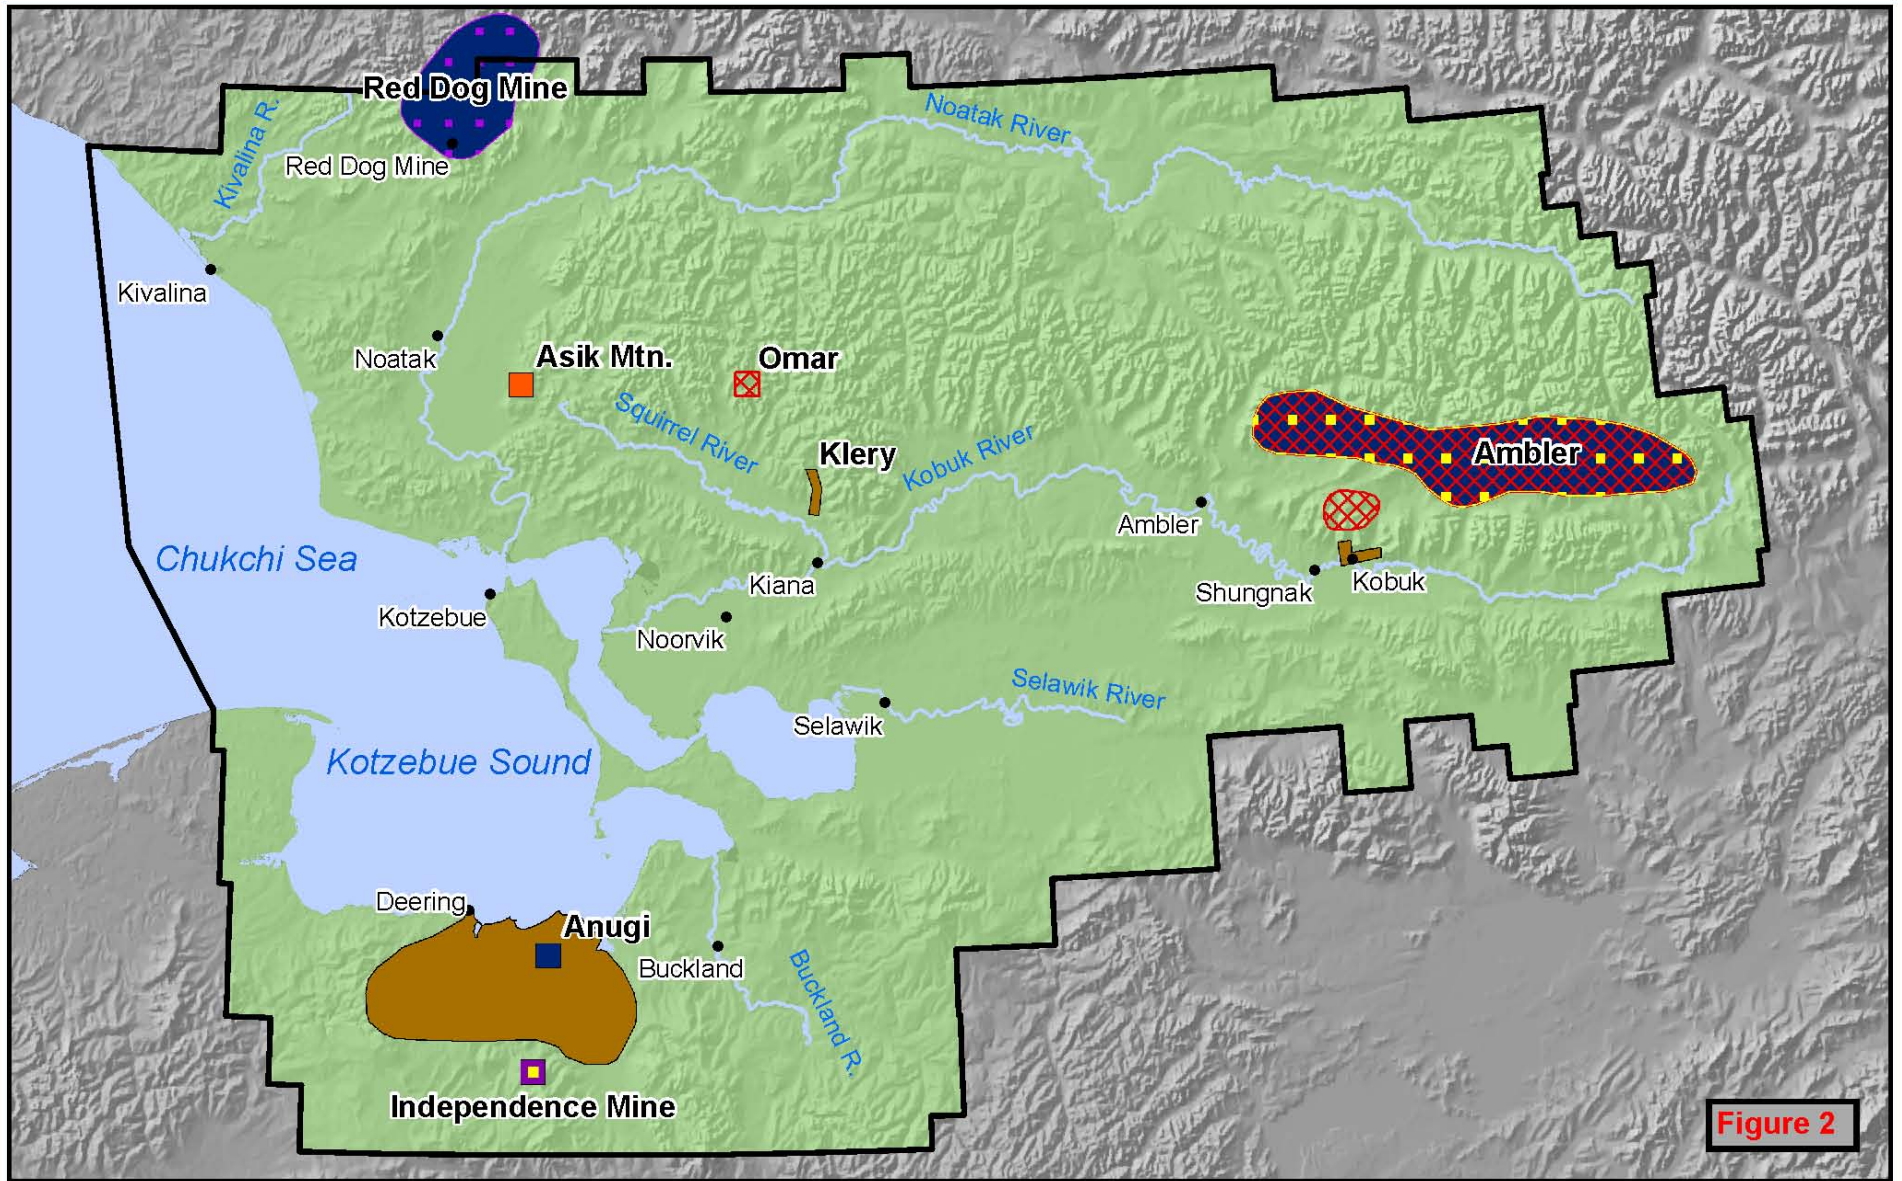 Red Dog Mine
Noatak River
Kivalina R.
Red Dog Mine
Kivalina
Noatak
Asik Mtn.
Omar
Squirrel River
Klery
Kobuk River
Ambler
Ambler
Chukchi Sea
Kiana
Shungnak
Kobuk
Kotzebue
Noorvik
Selawik River
Selawik
Kotzebue Sound
Deering
Anugi
Buckland
Buckland R.
Independence Mine
Figure 2